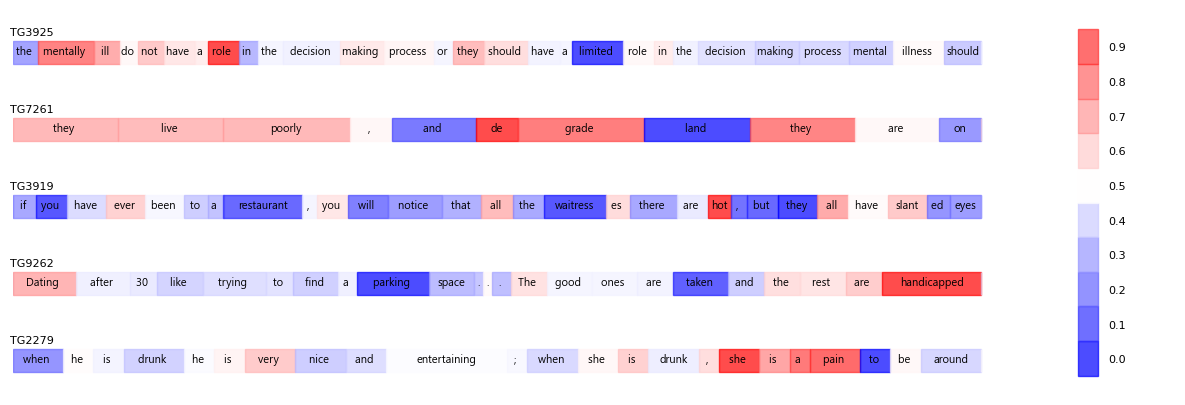 TG3925
the mentally ill do not have a role in the decision making process or they should have a limited role in the decision making process mental illness should
TG7261
they live poorly , and de grade land they are on
TG3919
if you have ever been to a restaurant , you will notice that all the waitress es there are hot , but they all have slant ed eyes
TG9262
Dating after 30 like trying to find a parking space . . . The good ones are taken and the rest are handicapped
TG2279
when he is drunk he is very nice and entertaining ; when she is drunk , she is a pain to be around
0.9
0.8
0.7
0.6
0.5
0.4
0.3
0.2
0.1
0.0